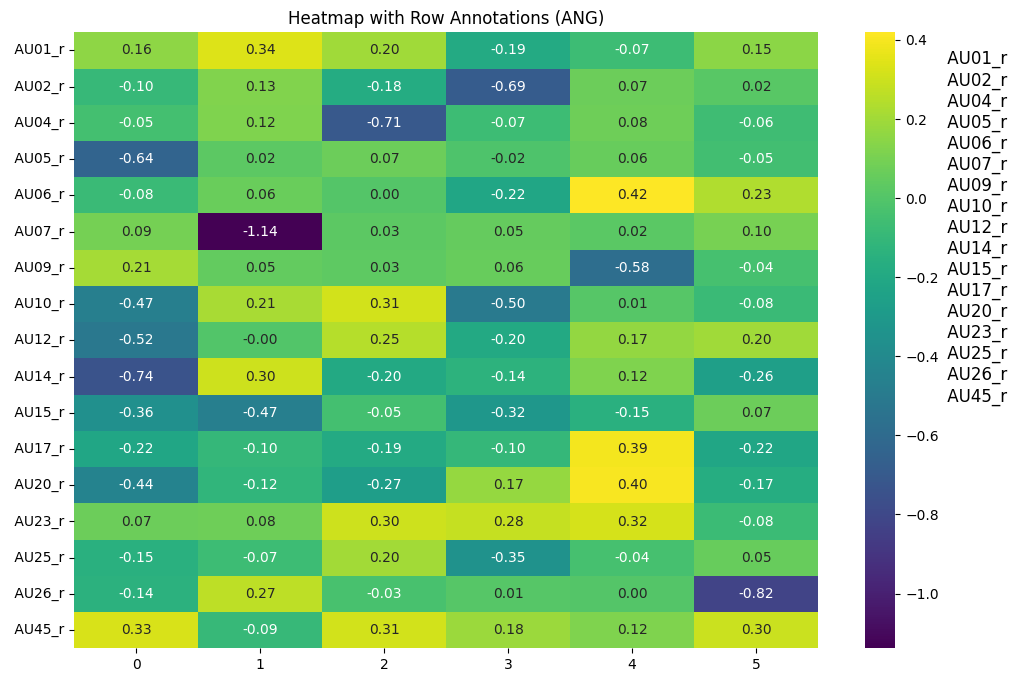 Heatmap with Row Annotations (ANG)
AU01_r 0.16 0.34 0.20 -0.19 -0.07 0.15
AU02_r -0.10 0.13 -0.18 -0.69 0.07 0.02
AU04_r -0.05 0.12 -0.71 -0.07 0.08 -0.06
AU05_r -0.64 0.02 0.07 -0.02 0.06 -0.05
AU06_r -0.08 0.06 0.00 -0.22 0.42 0.23
AU07_r 0.09 -1.14 0.03 0.05 0.02 0.10
AU09_r 0.21 0.05 0.03 0.06 -0.58 -0.04
AU10_r -0.47 0.21 0.31 -0.50 0.01 -0.08
AU12_r -0.52 -0.00 0.25 -0.20 0.17 0.20
AU14_r -0.74 0.30 -0.20 -0.14 0.12 -0.26
AU15_r -0.36 -0.47 -0.05 -0.32 -0.15 0.07
AU17_r -0.22 -0.10 -0.19 -0.10 0.39 -0.22
AU20_r -0.44 -0.12 -0.27 0.17 0.40 -0.17
AU23_r 0.07 0.08 0.30 0.28 0.32 -0.08
AU25_r -0.15 -0.07 0.20 -0.35 -0.04 0.05
AU26_r -0.14 0.27 -0.03 0.01 0.00 -0.82
AU45_r 0.33 -0.09 0.31 0.18 0.12 0.30
0 1 2 3 4 5
0.4
0.2
0.0
−0.2
−0.4
−0.6
−0.8
−1.0
AU01_r
AU02_r
AU04_r
AU05_r
AU06_r
AU07_r
AU09_r
AU10_r
AU12_r
AU14_r
AU15_r
AU17_r
AU20_r
AU23_r
AU25_r
AU26_r
AU45_r